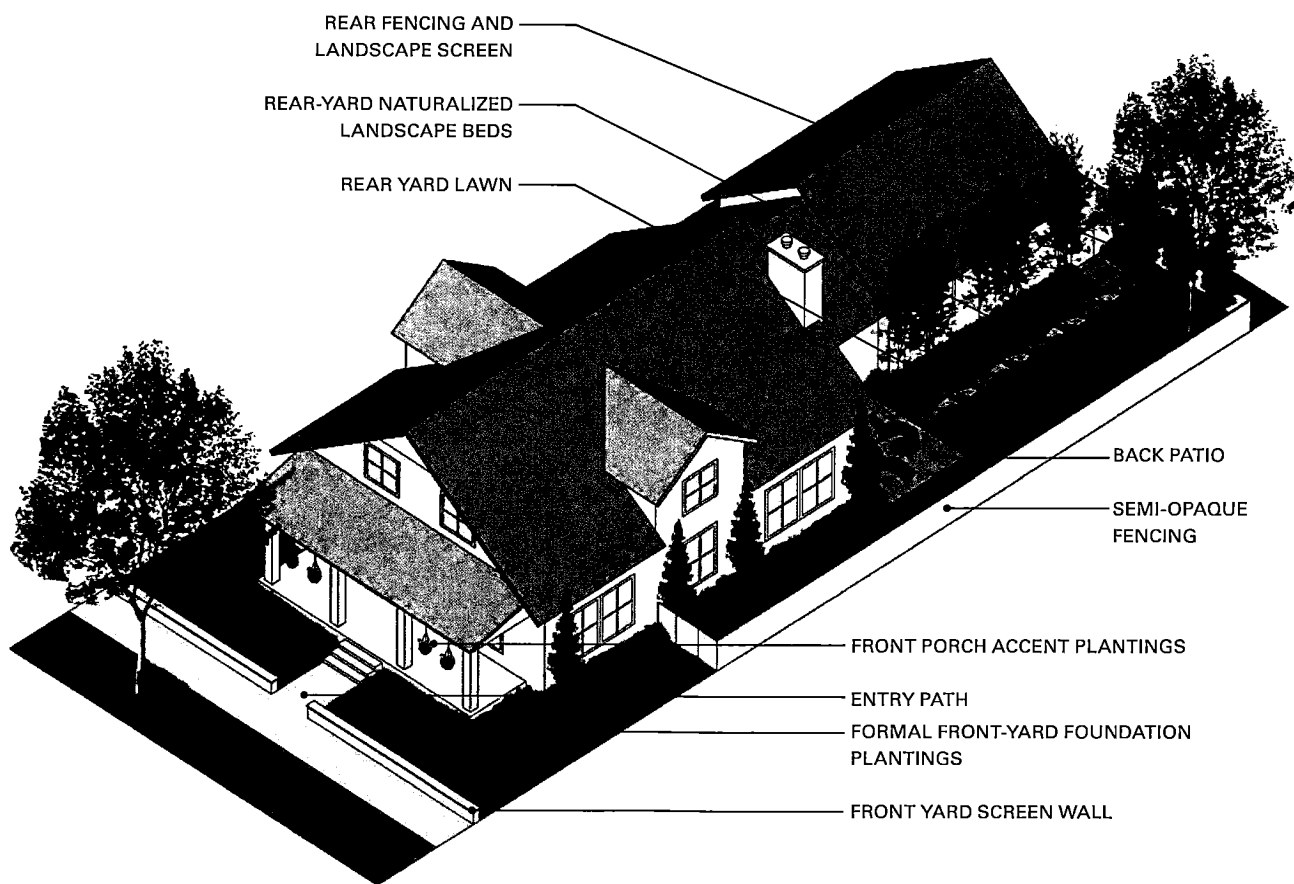 REAR FENCING AND
LANDSCAPE SCREEN
REAR-YARD NATURALIZED
LANDSCAPE BEDS
REAR YARD LAWN
BACK PATIO
SEMI-OPAQUE
FENCING
FRONT PORCH ACCENT PLANTINGS
ENTRY PATH
FORMAL FRONT-YARD FOUNDATION
PLANTINGS
FRONT YARD SCREEN WALL